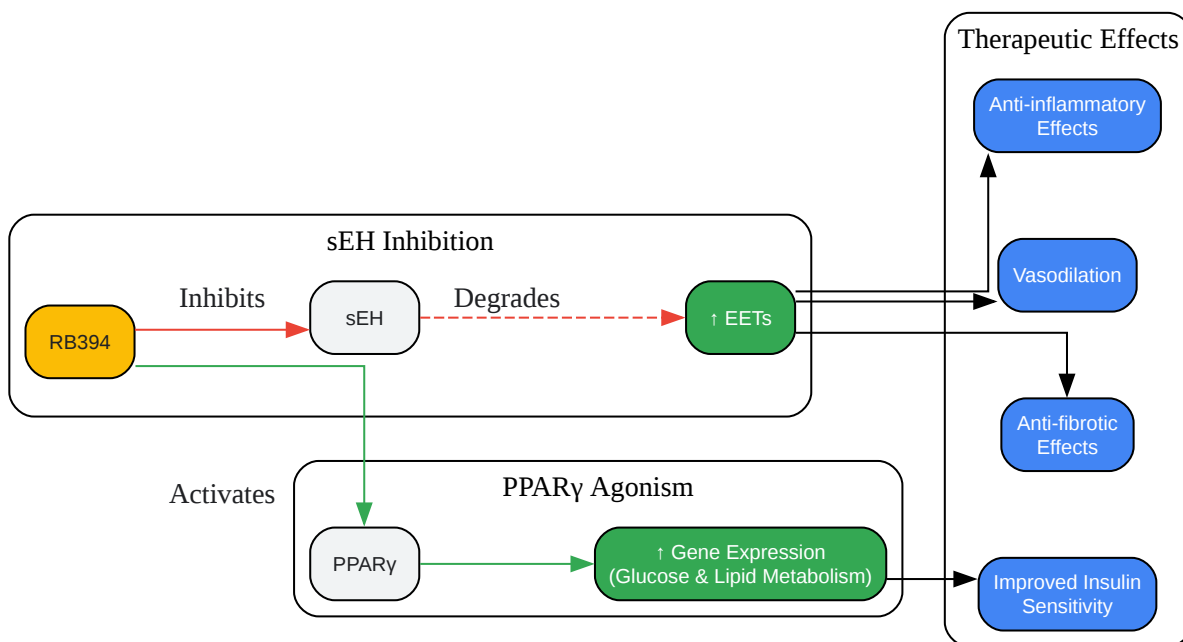 Therapeutic Effects
Anti-inflammatory
Effects
sEH Inhibition
Inhibits
Degrades
RB394
sEH
↑ EETs
Vasodilation
Anti-fibrotic
Effects
Activates
PPARγ Agonism
PPARγ
↑ Gene Expression
(Glucose & Lipid Metabolism)
Improved Insulin
Sensitivity